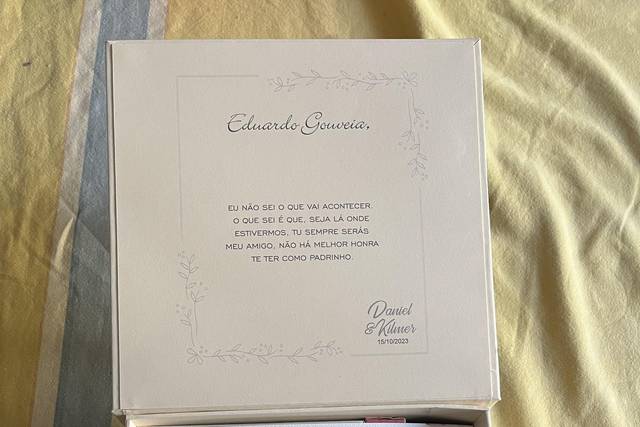 Eduardo Gouveia,
EU NÃO SEI O QUE VAI ACONTECER.
O QUE SEI É QUE, SEJA LÁ ONDE
ESTIVERMOS, TU SEMPRE SERÁS
MEU AMIGO, NÃO HÁ MELHOR HONRA
TE TER COMO PADRINHO.
Daniel
& Kilmer
15/10/2023